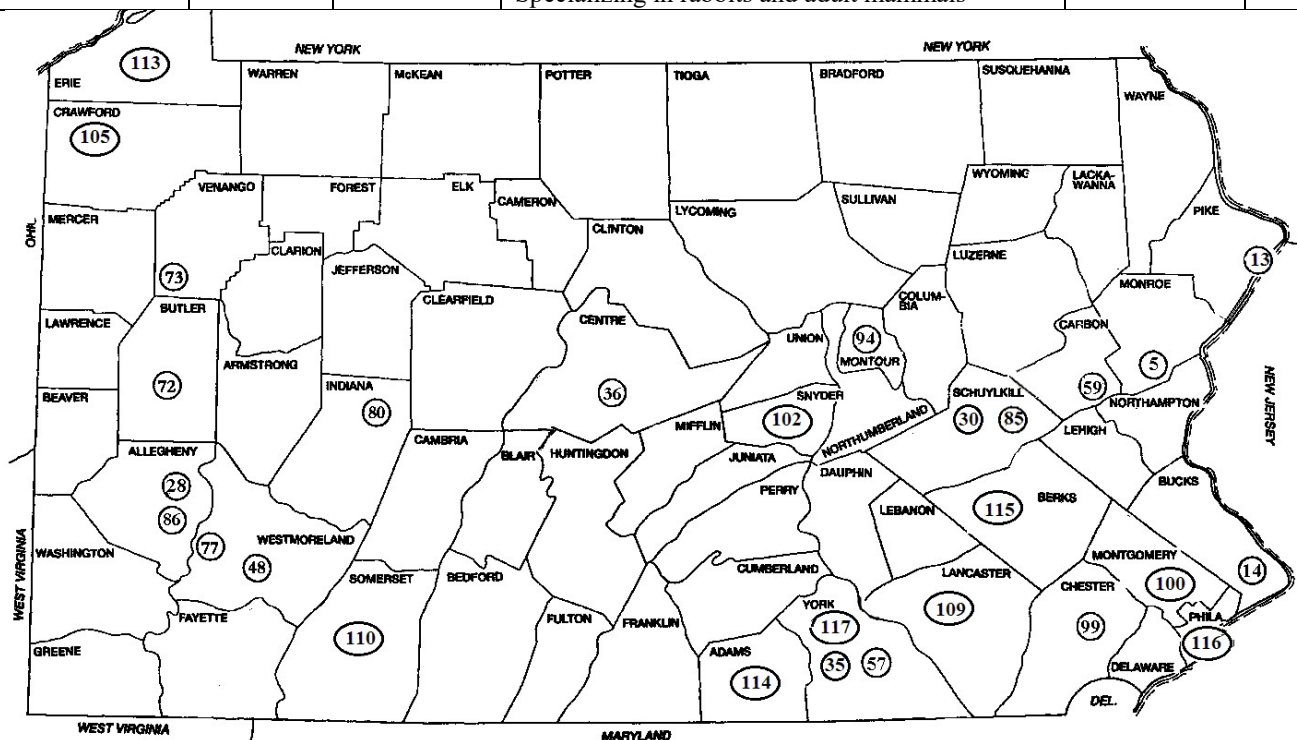 Specializing in rabbits and adult mammals
NEW YORK
NEW YORK
113
ERIE
WARREN
McKEAN
POTTER
TIOGA
BRADFORD
SUSQUEHANNA
WAYNE
CRAWFORD
105
VENANGO
FOREST
ELK
CAMERON
WYOMING
LACKA-
WANNA
MERCER
CLINTON
LYCOMING
SULLIVAN
PIKE
OHI.
CLARION
JEFFERSON
LUZERNE
13
73
MONROE
BUTLER
CLEARFIELD
CENTRE
COLUM-
BIA
LAWRENCE
CARBON
UNION
94
MONTOUR
ARMSTRONG
5
72
INDIANA
80
36
59
BEAVER
SNYDER
SCHUYLKILL
NORTHAMPTON
NEW JERSEY
102
30
85
MIFFLIN
NORTHUMBERLAND
LEHIGH
CAMBRIA
ALLEGHENY
BLAIR
HUNTINGDON
JUNIATA
DAUPHIN
28
PERRY
BUCKS
BERKS
115
LEBANON
86
77
WESTMORELAND
WASHINGTON
48
CUMBERLAND
MONTGOMERY
WEST VIRGINIA
SOMERSET
BEDFORD
LANCASTER
CHESTER
100
14
FAYETTE
FULTON
FRANKLIN
YORK
109
PHILA
117
99
116
110
GREENE
ADAMS
35
57
DELAWARE
114
DEL.
WEST VIRGINIA
MARYLAND